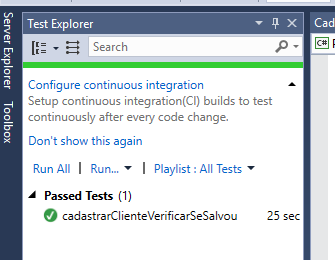 Server Explorer
Toolbox
Test Explorer
Search
Configure continuous integration
Setup continuous integration(CI) builds to test
continuously after every code change.
Don't show this again
Run All | Run... | Playlist : All Tests
Passed Tests (1)
cadastrarClienteVerificarSeSalvou 25 sec
Cad
C#